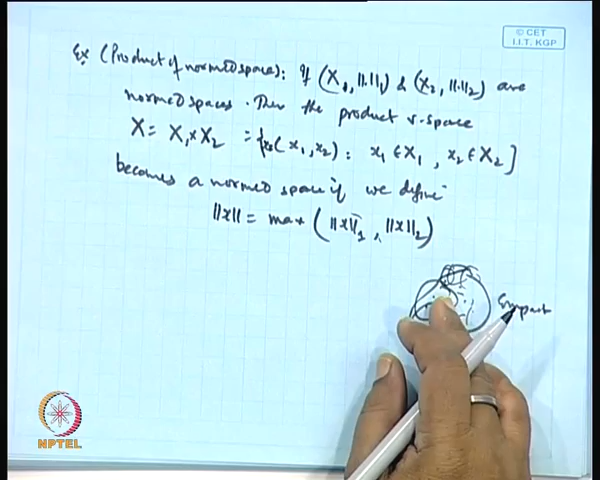 © CET
I.I.T. KGP
Ex (Product of normed spaces): If (X₁, ||.||₁) & (X₂, ||.||₂) are
normed spaces. Then the product v-space
X = X₁ × X₂ = {x=(x₁, x₂) : x₁ ∈ X₁, x₂ ∈ X₂}
becomes a normed space if we define
||x|| = max (||x||₁, ||x||₂)
Compact
NPTEL